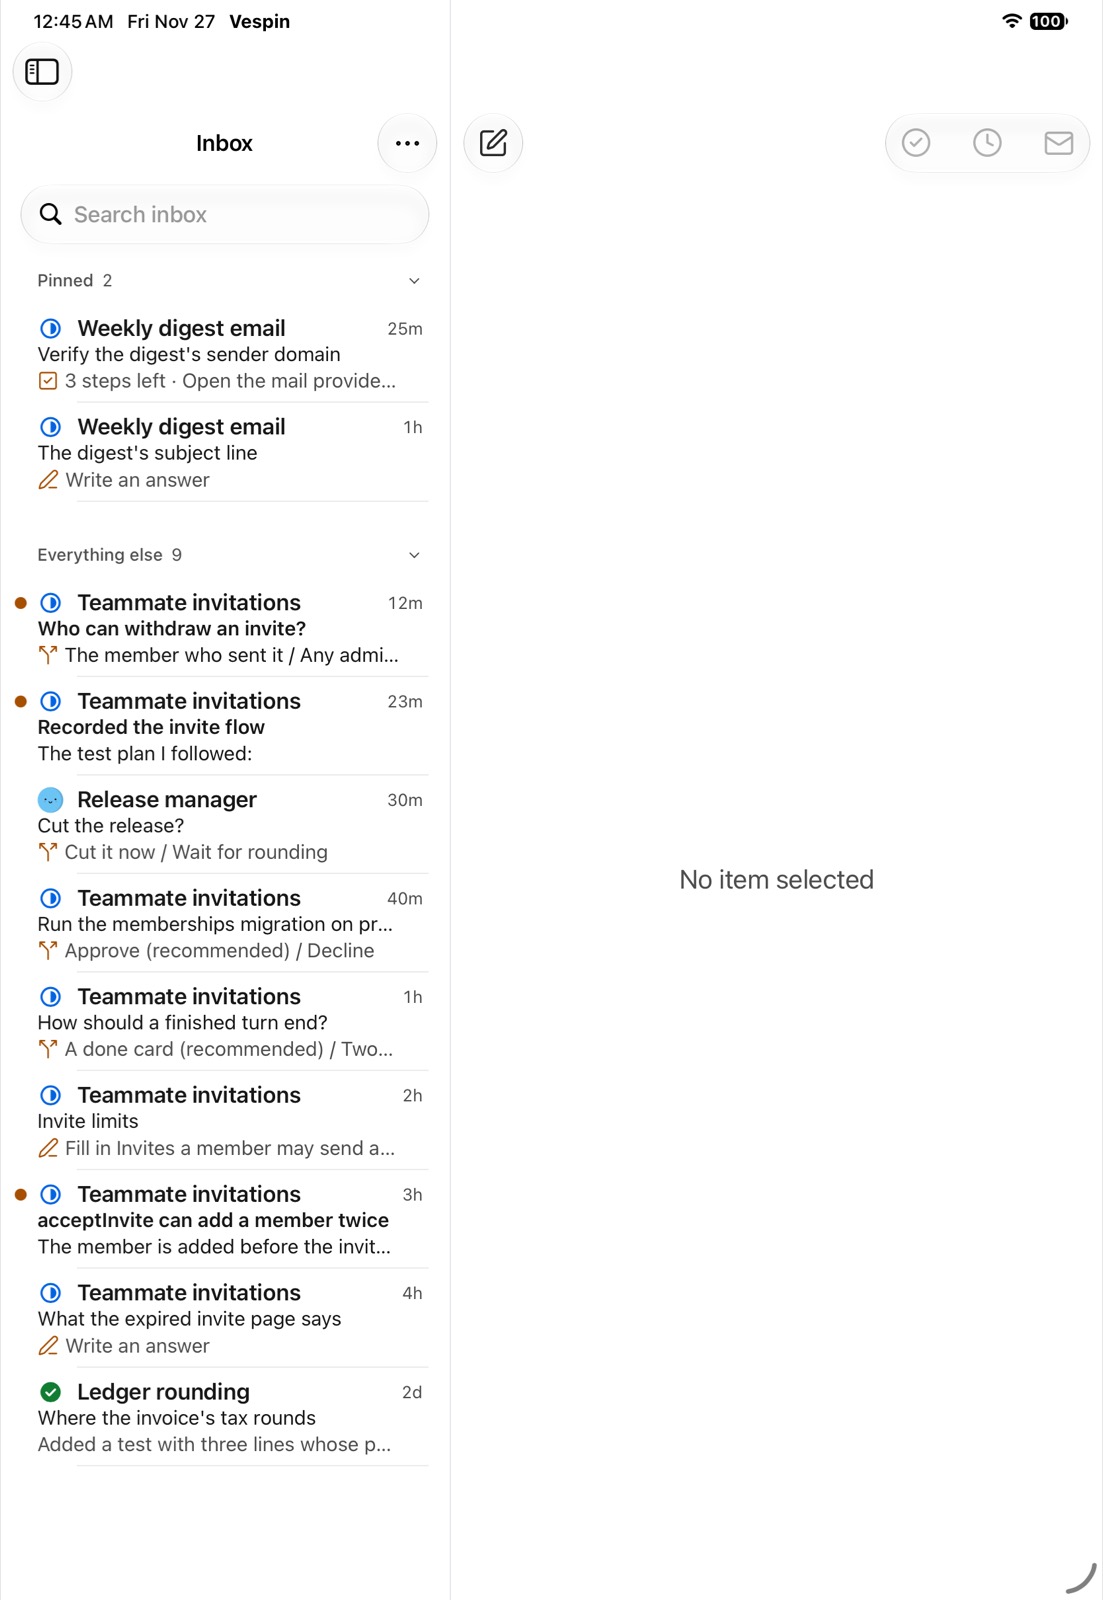 12:45 AM Fri Nov 27 Vespin
100
Inbox
Search inbox
Pinned 2
Weekly digest email 25m
Verify the digest's sender domain
3 steps left · Open the mail provide...
Weekly digest email 1h
The digest's subject line
Write an answer
Everything else 9
Teammate invitations 12m
Who can withdraw an invite?
The member who sent it / Any admi...
Teammate invitations 23m
Recorded the invite flow
The test plan I followed:
Release manager 30m
Cut the release?
Cut it now / Wait for rounding
Teammate invitations 40m
Run the memberships migration on pr...
Approve (recommended) / Decline
Teammate invitations 1h
How should a finished turn end?
A done card (recommended) / Two...
Teammate invitations 2h
Invite limits
Fill in Invites a member may send a...
Teammate invitations 3h
acceptInvite can add a member twice
The member is added before the invit...
Teammate invitations 4h
What the expired invite page says
Write an answer
Ledger rounding 2d
Where the invoice's tax rounds
Added a test with three lines whose p...
No item selected